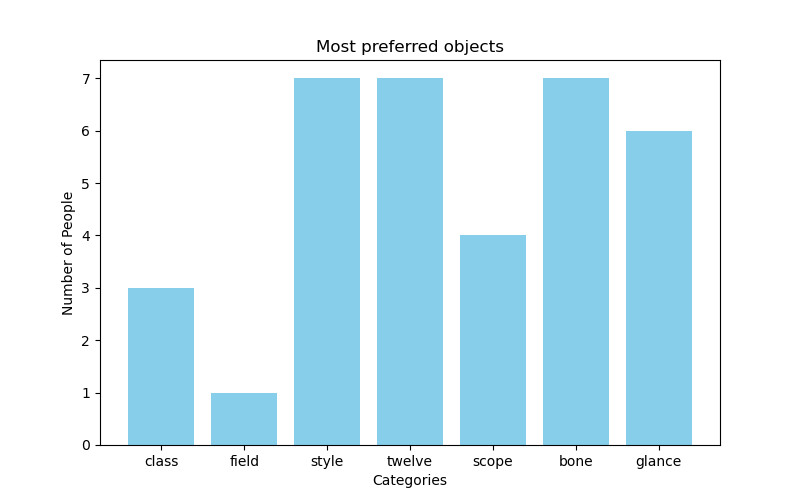 Most preferred objects
Number of People
7
6
5
4
3
2
1
0
class field style twelve scope bone glance
Categories